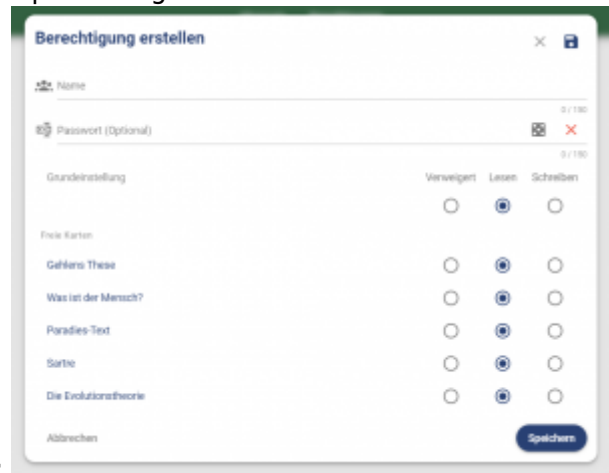 Berechtigung erstellen
Name
0 / 150
Passwort (Optional)
0 / 150
Grundeinstellung Verweigert Lesen Schreiben
Freie Karten
Gehlens These
Was ist der Mensch?
Paradies-Text
Sartre
Die Evolutionstheorie
Abbrechen Speichern